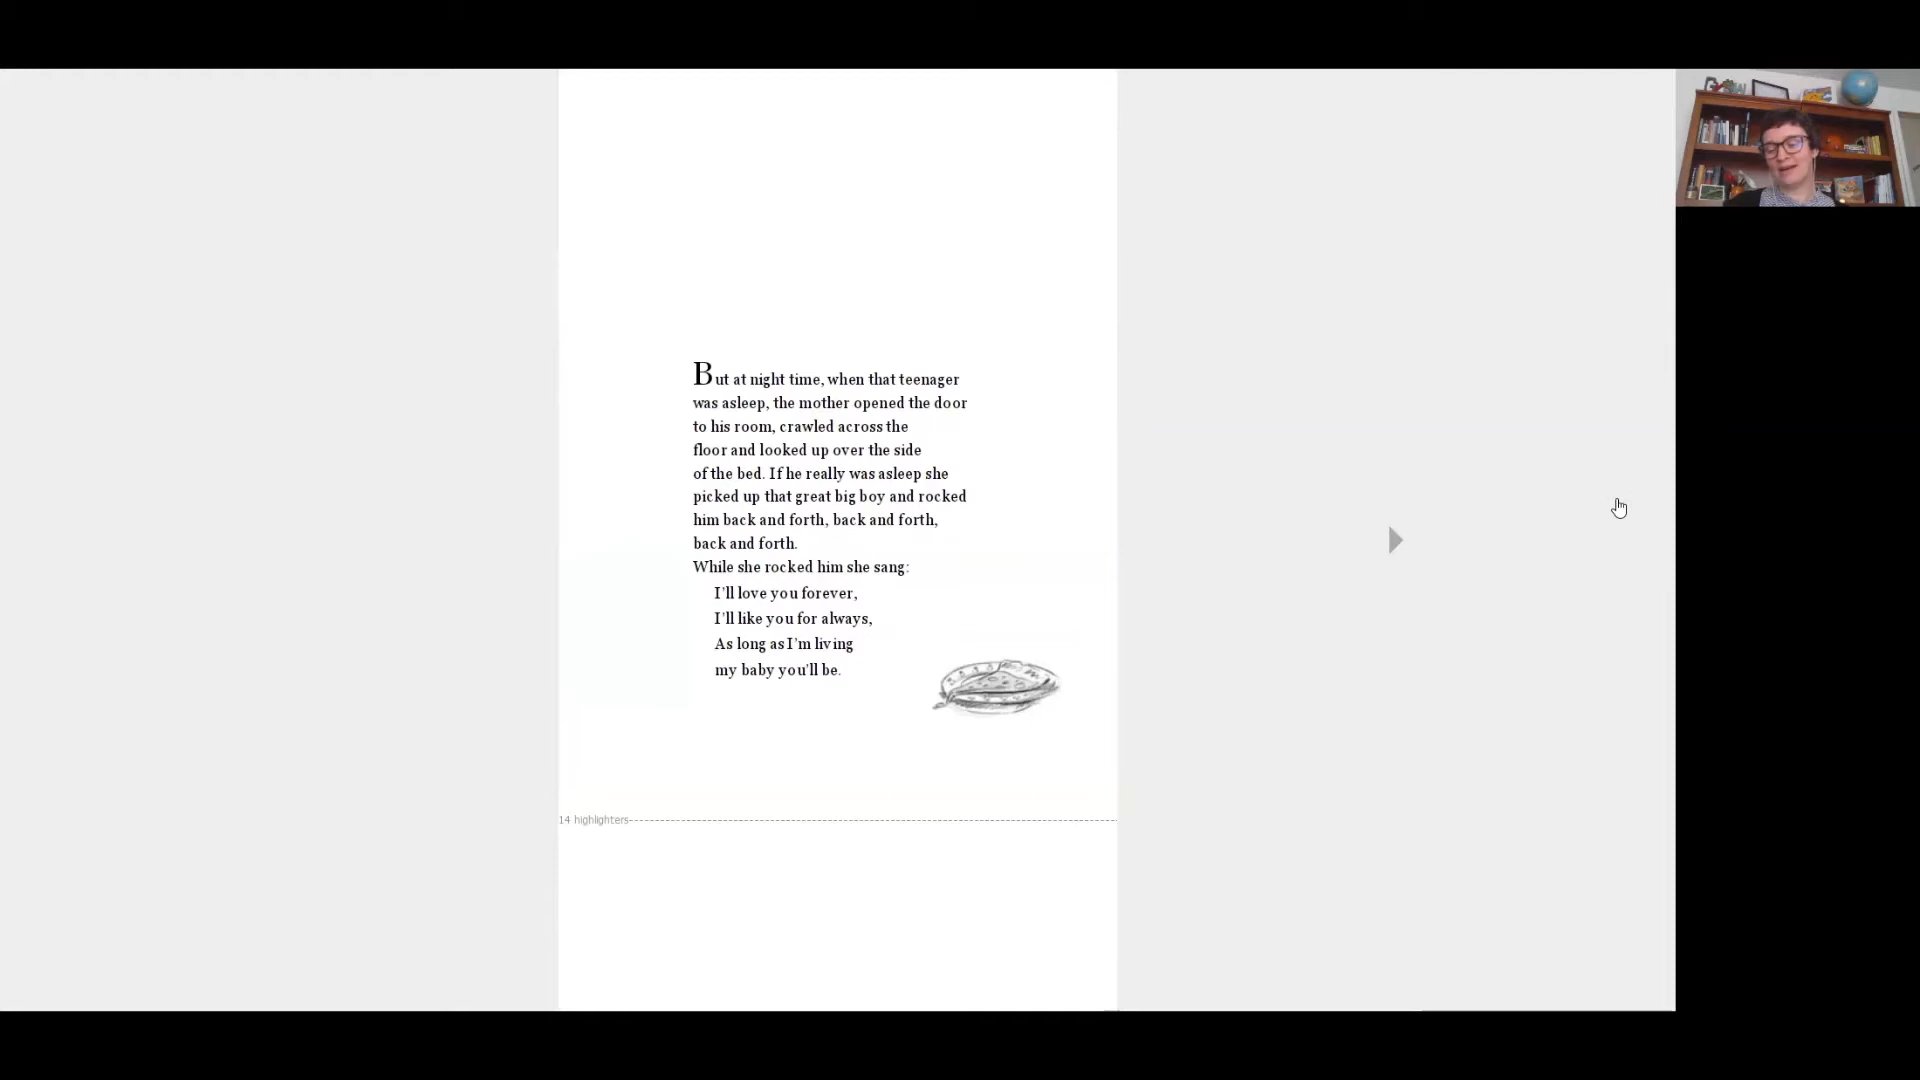 But at night time, when that teenager
was asleep, the mother opened the door
to his room, crawled across the
floor and looked up over the side
of the bed. If he really was asleep she
picked up that great big boy and rocked
him back and forth, back and forth,
back and forth.
While she rocked him she sang:
I'll love you forever,
I'll like you for always,
As long as I'm living
my baby you'll be.
14 highlighters